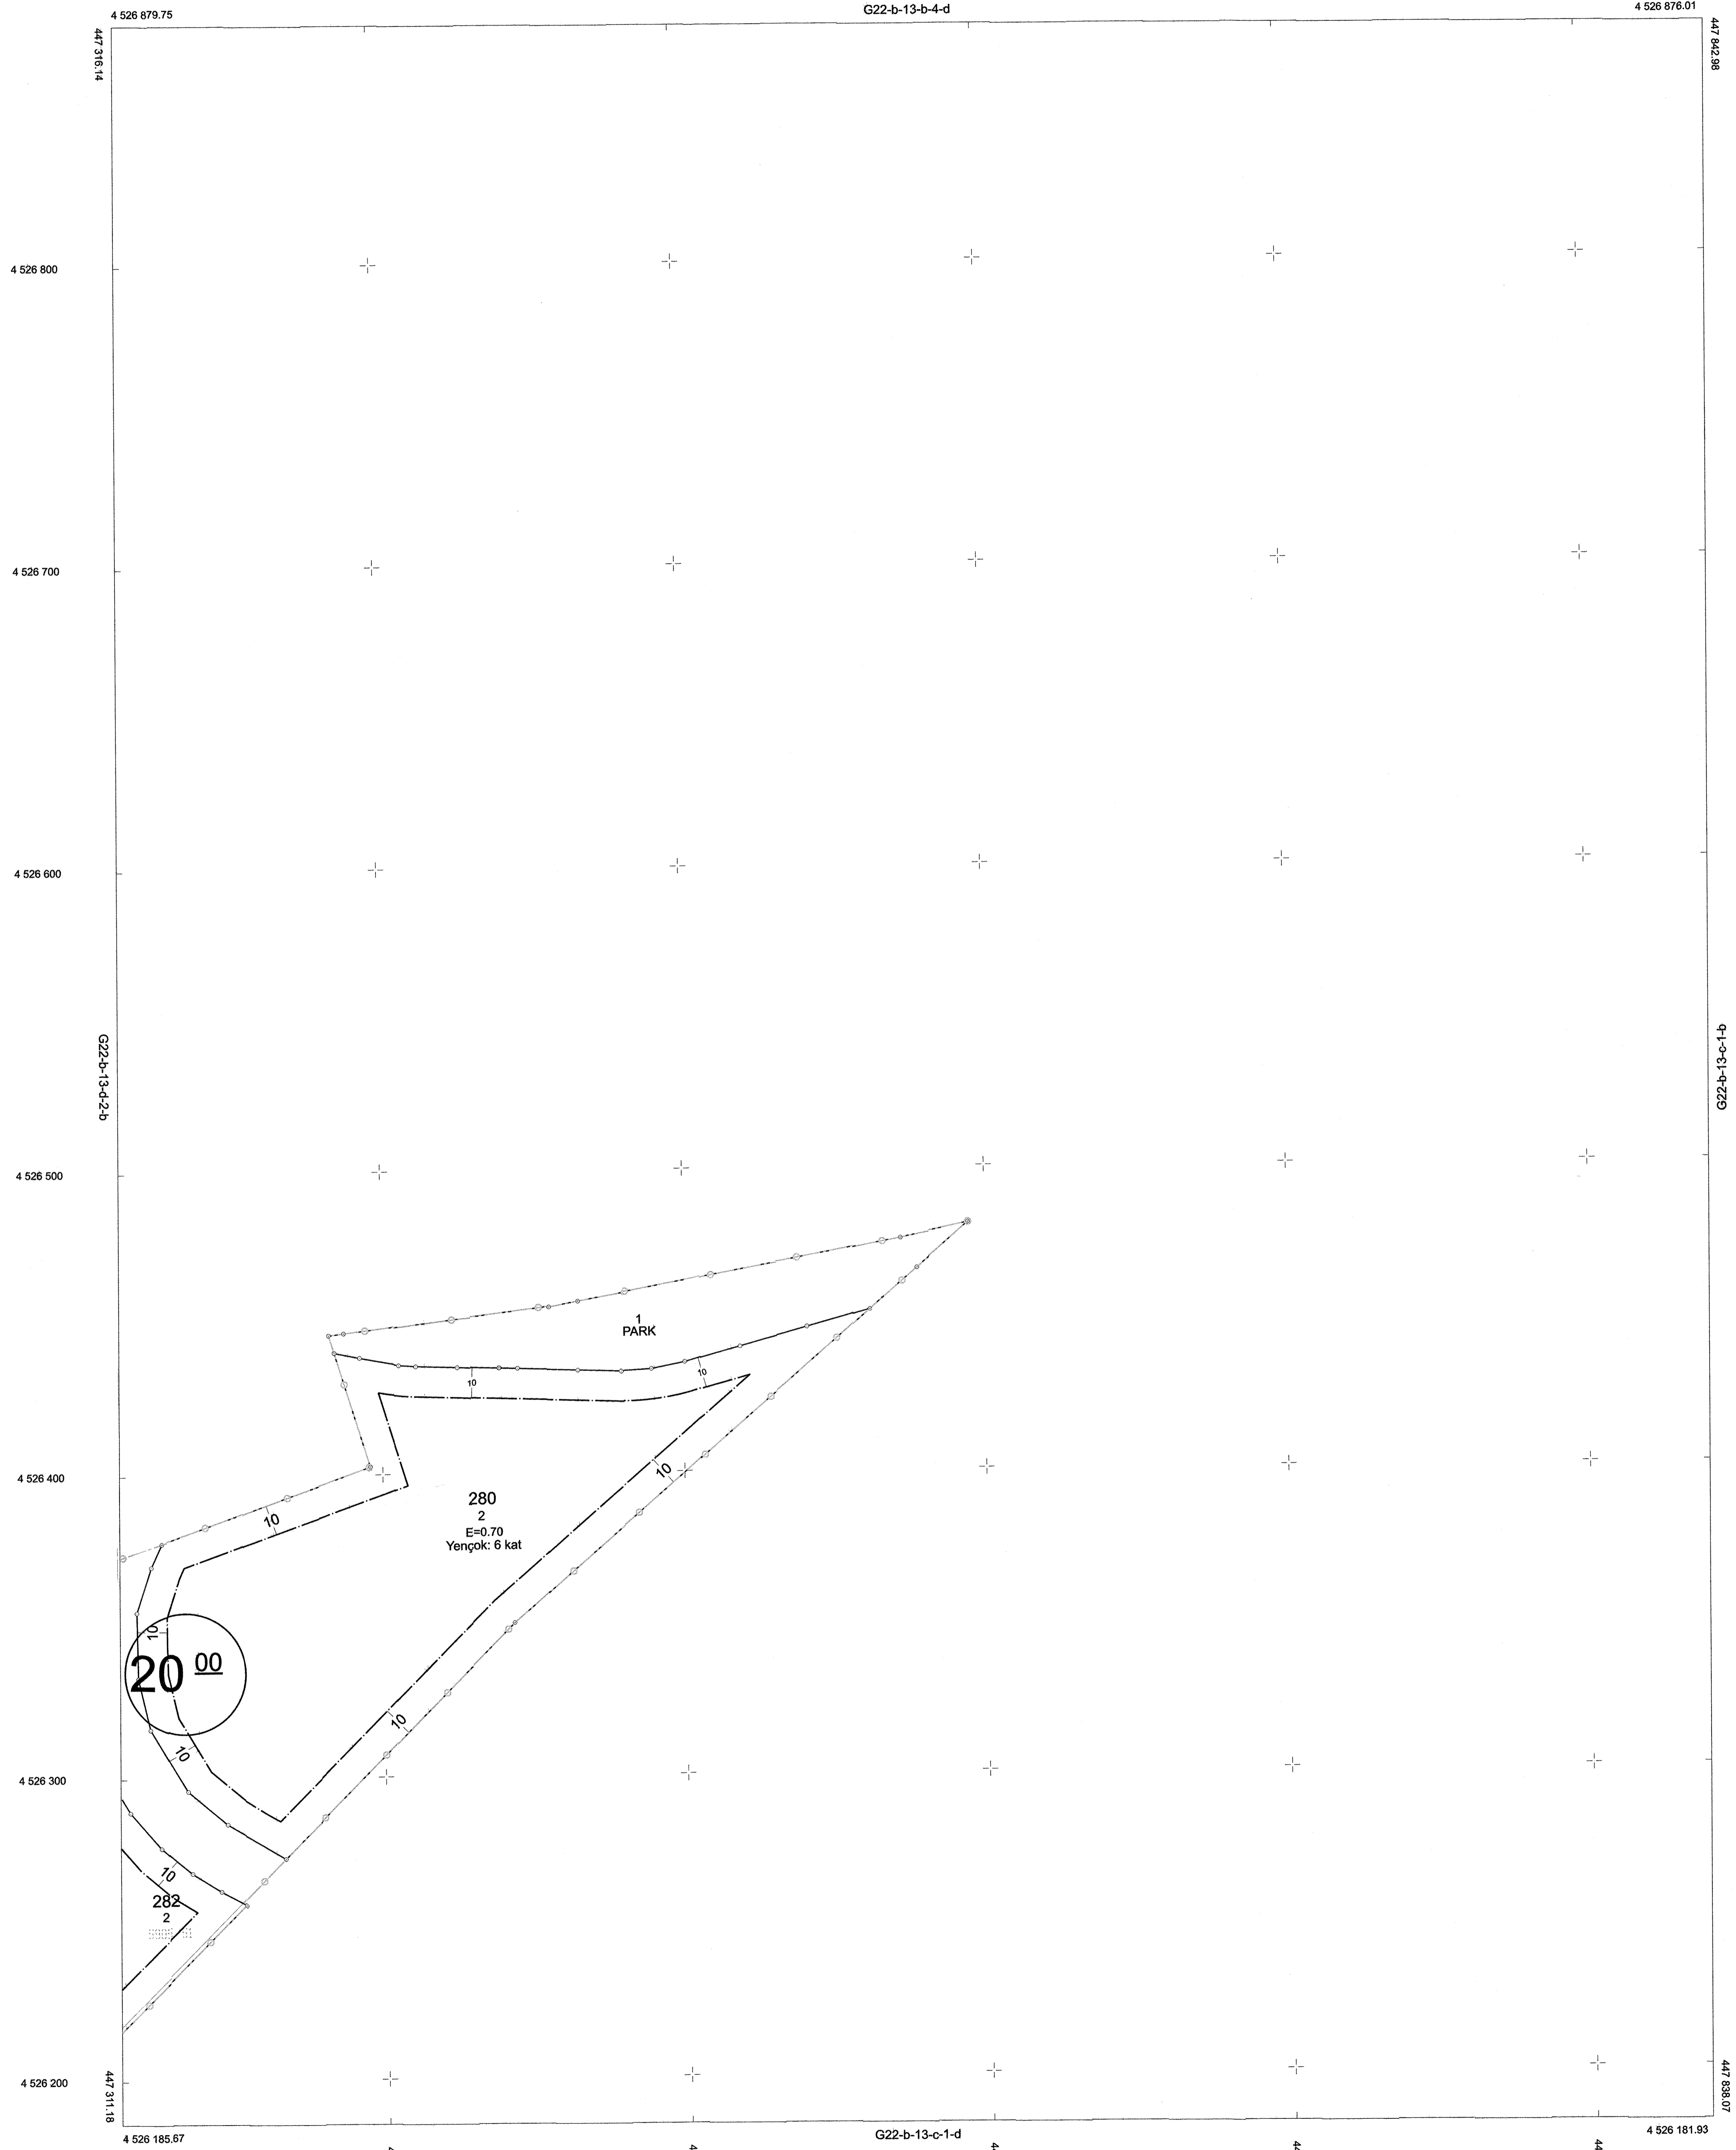 4 526 879.75
G22-b-13-b-4-d
4 526 876.01
447 316.14
447 842.98
4 526 800
4 526 700
4 526 600
G22-b-13-d-2-b
G22-b-13-c-1-b
4 526 500
1
PARK
10
10
10
4 526 400
280
2
E=0.70
Yençok: 6 kat
10
10
20 00
10
10
4 526 300
10
282
2
4 526 200
447 311.18
447 838.07
4 526 185.67
G22-b-13-c-1-d
4 526 181.93